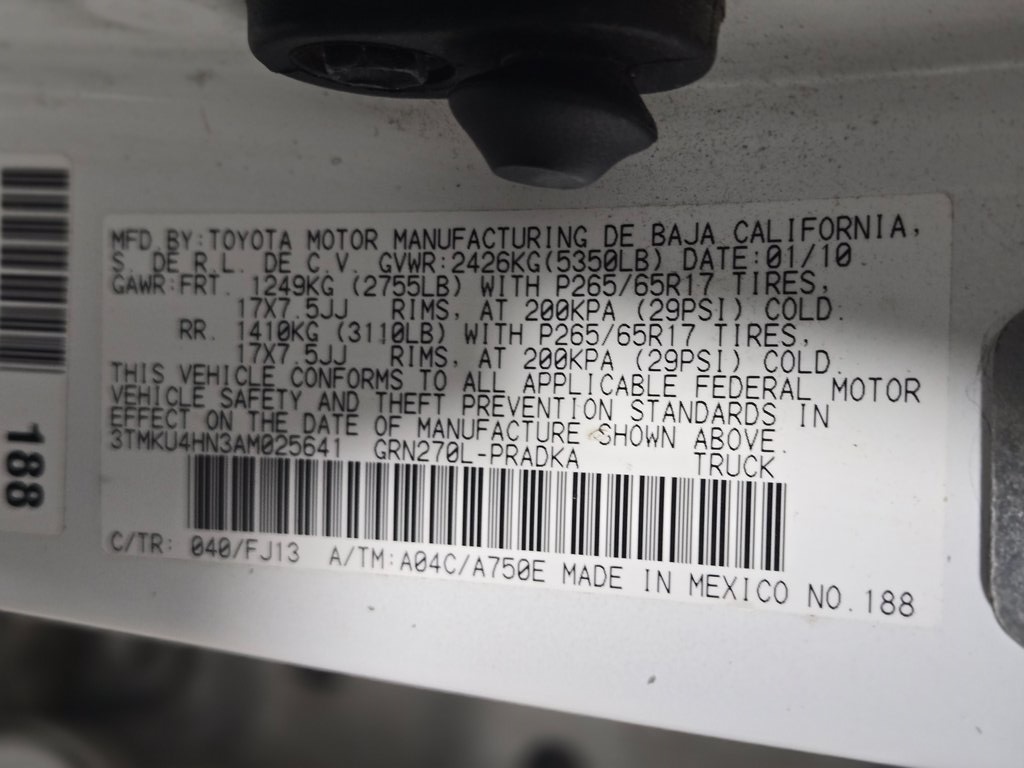 MFD.BY:TOYOTA MOTOR MANUFACTURING DE BAJA CALIFORNIA,
S. DE R.L. DE C.V. GVWR:2426KG(5350LB) DATE:01/10
GAWR:FRT. 1249KG (2755LB) WITH P265/65R17 TIRES,
17X7.5JJ RIMS, AT 200KPA (29PSI) COLD.
RR. 1410KG (3110LB) WITH P265/65R17 TIRES,
17X7.5JJ RIMS, AT 200KPA (29PSI) COLD.
THIS VEHICLE CONFORMS TO ALL APPLICABLE FEDERAL MOTOR
VEHICLE SAFETY AND THEFT PREVENTION STANDARDS IN
EFFECT ON THE DATE OF MANUFACTURE SHOWN ABOVE.
3TMKU4HN3AM025641 GRN270L-PRADKA TRUCK
C/TR: 040/FJ13 A/TM:A04C/A750E MADE IN MEXICO NO.188
188